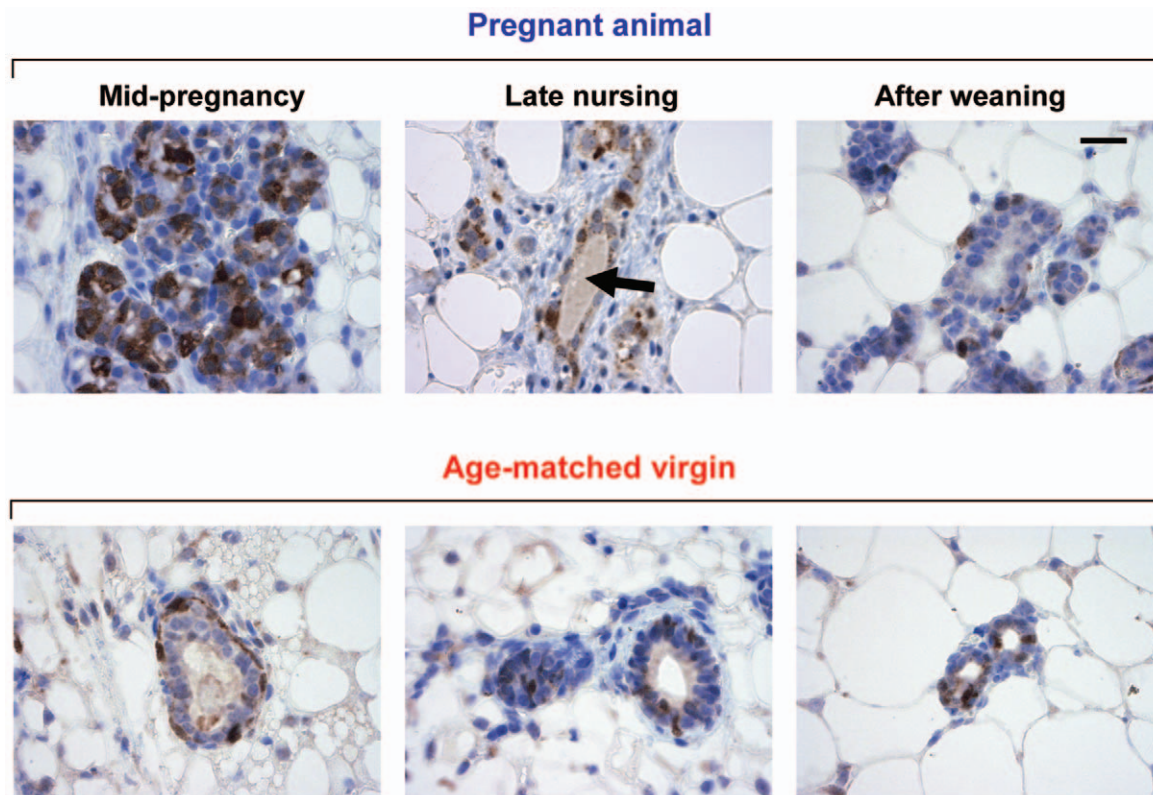 Pregnant animal
Mid-pregnancy
Late nursing
After weaning
Age-matched virgin